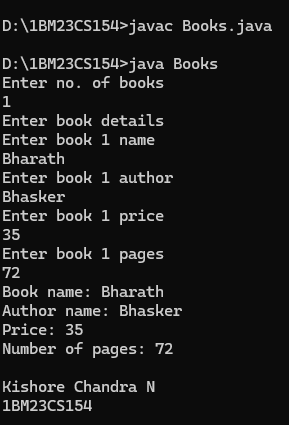 D:\1BM23CS154>javac Books.java
D:\1BM23CS154>java Books
Enter no. of books
1
Enter book details
Enter book 1 name
Bharath
Enter book 1 author
Bhasker
Enter book 1 price
35
Enter book 1 pages
72
Book name: Bharath
Author name: Bhasker
Price: 35
Number of pages: 72
Kishore Chandra N
1BM23CS154